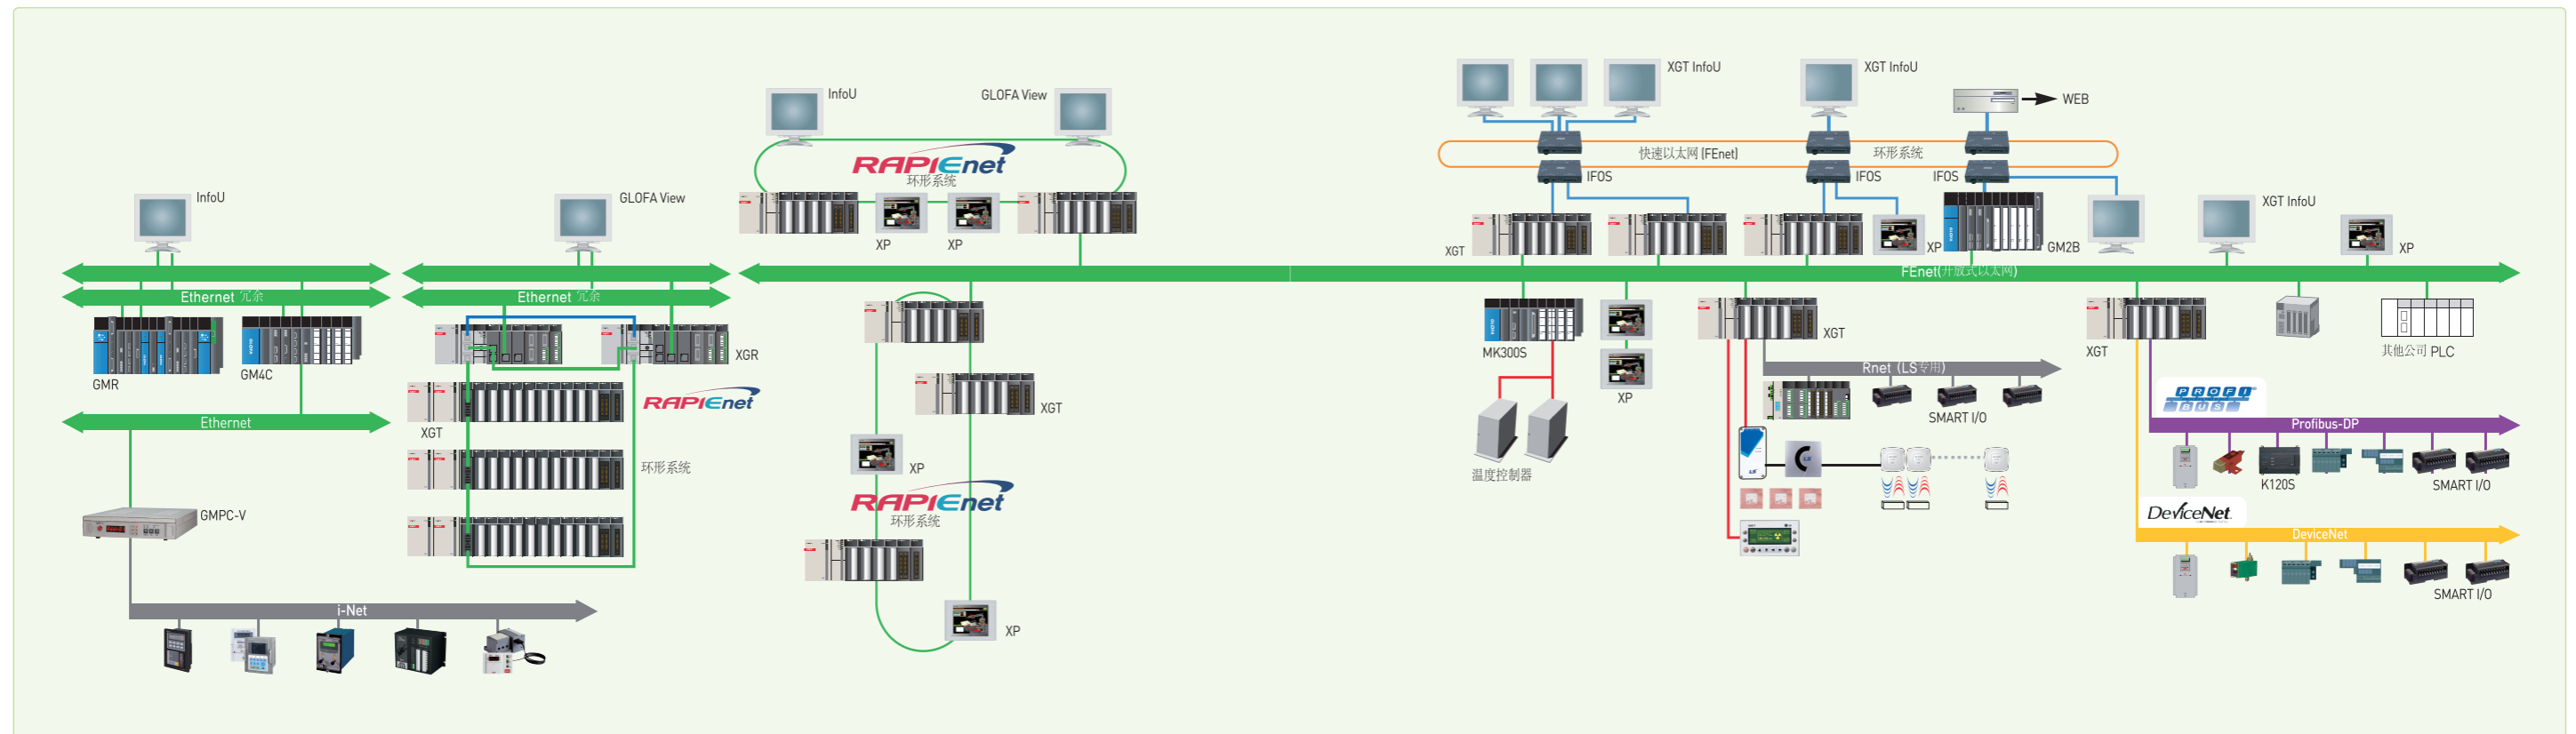 InfoU
GLOFA View
XGT InfoU
XGT InfoU
WEB
RAPIEnet
环形系统
快速以太网 (FEnet)
环形系统
IFOS
IFOS
IFOS
InfoU
GLOFA View
XP
XP
XGT
XP
GM2B
XGT InfoU
XP
FEnet(开放式以太网)
Ethernet 冗余
Ethernet 冗余
GMR
GM4C
XGR
MK300S
XGT
XGT
其他公司 PLC
Rnet (LS专用)
SMART I/O
XP
RAPIEnet
XGT
XGT
Ethernet
PROFI
BUS
Profibus-DP
环形系统
XP
温度控制器
K120S
SMART I/O
RAPIEnet
环形系统
GMPC-V
DeviceNet
DeviceNet
SMART I/O
i-Net
XP